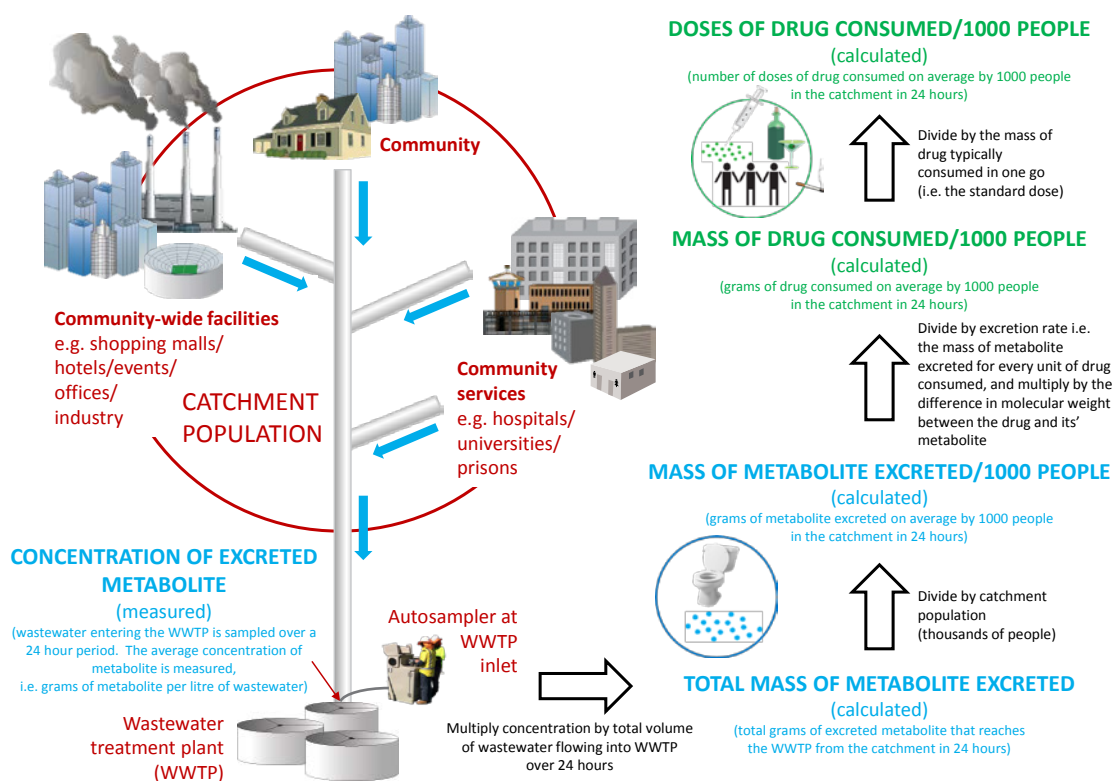 Community
Community-wide facilities
e.g. shopping malls/
hotels/events/
offices/
industry
CATCHMENT
POPULATION
Community
services
e.g. hospitals/
universities/
prisons
CONCENTRATION OF EXCRETED
METABOLITE
(measured)
(wastewater entering the WWTP is sampled over a
24 hour period.  The average concentration of
metabolite is measured,
i.e. grams of metabolite per litre of wastewater)
Autosampler at
WWTP
inlet
Wastewater
treatment plant
(WWTP)
Multiply concentration by total volume
of wastewater flowing into WWTP
over 24 hours
DOSES OF DRUG CONSUMED/1000 PEOPLE
(calculated)
(number of doses of drug consumed on average by 1000 people
in the catchment in 24 hours)
Divide by the mass of
drug typically
consumed in one go
(i.e. the standard dose)
MASS OF DRUG CONSUMED/1000 PEOPLE
(calculated)
(grams of drug consumed on average by 1000 people
in the catchment in 24 hours)
Divide by excretion rate i.e.
the mass of metabolite
excreted for every unit of drug
consumed, and multiply by the
difference in molecular weight
between the drug and its'
metabolite
MASS OF METABOLITE EXCRETED/1000 PEOPLE
(calculated)
(grams of metabolite excreted on average by 1000 people
in the catchment in 24 hours)
Divide by catchment
population
(thousands of people)
TOTAL MASS OF METABOLITE EXCRETED
(calculated)
(total grams of excreted metabolite that reaches
the WWTP from the catchment in 24 hours)